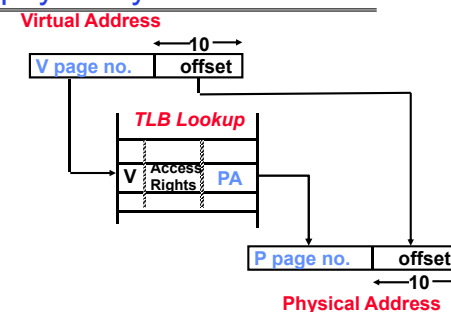 Virtual Address
10
V page no. offset
TLB Lookup
V Access Rights PA
P page no. offset
10
Physical Address